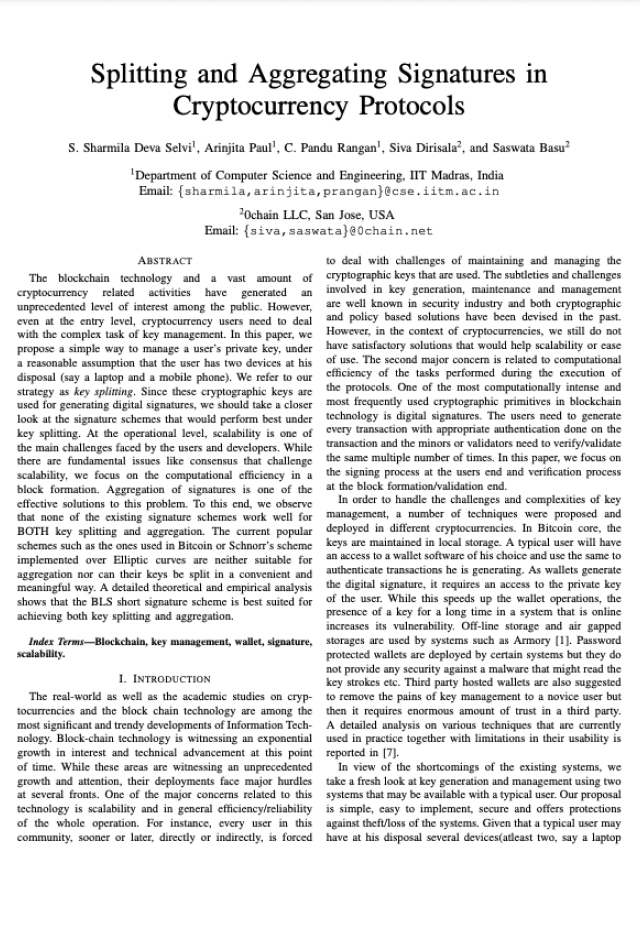 Splitting and Aggregating Signatures in
Cryptocurrency Protocols
S. Sharmila Deva Selvi¹, Arinjita Paul¹, C. Pandu Rangan¹, Siva Dirisala², and Saswata Basu²
¹Department of Computer Science and Engineering, IIT Madras, India
Email: {sharmila,arinjita,prangan}@cse.iitm.ac.in
²0chain LLC, San Jose, USA
Email: {siva,saswata}@0chain.net
ABSTRACT
The blockchain technology and a vast amount of
cryptocurrency related activities have generated an
unprecedented level of interest among the public. However,
even at the entry level, cryptocurrency users need to deal
with the complex task of key management. In this paper, we
propose a simple way to manage a user's private key, under
a reasonable assumption that the user has two devices at his
disposal (say a laptop and a mobile phone). We refer to our
strategy as key splitting. Since these cryptographic keys are
used for generating digital signatures, we should take a closer
look at the signature schemes that would perform best under
key splitting. At the operational level, scalability is one of
the main challenges faced by the users and developers. While
there are fundamental issues like consensus that challenge
scalability, we focus on the computational efficiency in a
block formation. Aggregation of signatures is one of the
effective solutions to this problem. To this end, we observe
that none of the existing signature schemes work well for
BOTH key splitting and aggregation. The current popular
schemes such as the ones used in Bitcoin or Schnorr's scheme
implemented over Elliptic curves are neither suitable for
aggregation nor can their keys be split in a convenient and
meaningful way. A detailed theoretical and empirical analysis
shows that the BLS short signature scheme is best suited for
achieving both key splitting and aggregation.
Index Terms—Blockchain, key management, wallet, signature,
scalability.
I. INTRODUCTION
The real-world as well as the academic studies on cryp-
tocurrencies and the block chain technology are among the
most significant and trendy developments of Information Tech-
nology. Block-chain technology is witnessing an exponential
growth in interest and technical advancement at this point
of time. While these areas are witnessing an unprecedented
growth and attention, their deployments face major hurdles
at several fronts. One of the major concerns related to this
technology is scalability and in general efficiency/reliability
of the whole operation. For instance, every user in this
community, sooner or later, directly or indirectly, is forced
to deal with challenges of maintaining and managing the
cryptographic keys that are used. The subtleties and challenges
involved in key generation, maintenance and management
are well known in security industry and both cryptographic
and policy based solutions have been devised in the past.
However, in the context of cryptocurrencies, we still do not
have satisfactory solutions that would help scalability or ease
of use. The second major concern is related to computational
efficiency of the tasks performed during the execution of
the protocols. One of the most computationally intense and
most frequently used cryptographic primitives in blockchain
technology is digital signatures. The users need to generate
every transaction with appropriate authentication done on the
transaction and the minors or validators need to verify/validate
the same multiple number of times. In this paper, we focus on
the signing process at the users end and verification process
at the block formation/validation end.
In order to handle the challenges and complexities of key
management, a number of techniques were proposed and
deployed in different cryptocurrencies. In Bitcoin core, the
keys are maintained in local storage. A typical user will have
an access to a wallet software of his choice and use the same to
authenticate transactions he is generating. As wallets generate
the digital signature, it requires an access to the private key
of the user. While this speeds up the wallet operations, the
presence of a key for a long time in a system that is online
increases its vulnerability. Off-line storage and air gapped
storages are used by systems such as Armory [1]. Password
protected wallets are deployed by certain systems but they do
not provide any security against a malware that might read the
key strokes etc. Third party hosted wallets are also suggested
to remove the pains of key management to a novice user but
then it requires enormous amount of trust in a third party.
A detailed analysis on various techniques that are currently
used in practice together with limitations in their usability is
reported in [7].
In view of the shortcomings of the existing systems, we
take a fresh look at key generation and management using two
systems that may be available with a typical user. Our proposal
is simple, easy to implement, secure and offers protections
against theft/loss of the systems. Given that a typical user may
have at his disposal several devices(atleast two, say a laptop